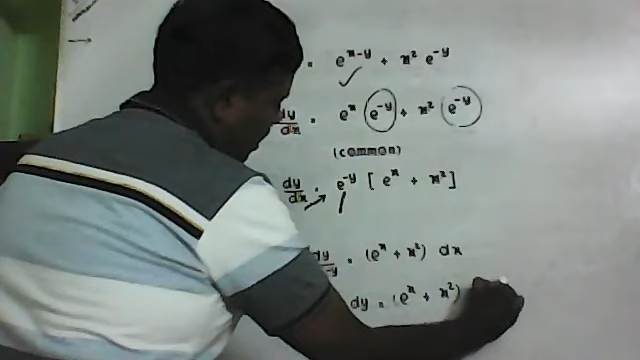 = e^x-y + x² e^-y
dy/dx = e^x e^-y + x² e^-y
(common)
dy/dx = e^-y [ e^x + x² ]
dy/-y = (e^x + x²) dx
dy = (e^x + x²)